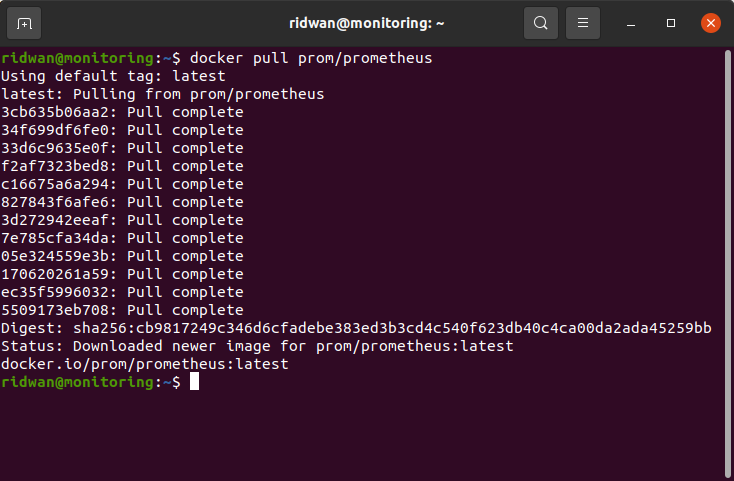 ridwan@monitoring: ~
ridwan@monitoring:~$ docker pull prom/prometheus
Using default tag: latest
latest: Pulling from prom/prometheus
3cb635b06aa2: Pull complete
34f699df6fe0: Pull complete
33d6c9635e0f: Pull complete
f2af7323bed8: Pull complete
c16675a6a294: Pull complete
827843f6afe6: Pull complete
3d272942eeaf: Pull complete
7e785cfa34da: Pull complete
05e324559e3b: Pull complete
170620261a59: Pull complete
ec35f5996032: Pull complete
5509173eb708: Pull complete
Digest: sha256:cb9817249c346d6cfadebe383ed3b3cd4c540f623db40c4ca00da2ada45259bb
Status: Downloaded newer image for prom/prometheus:latest
docker.io/prom/prometheus:latest
ridwan@monitoring:~$